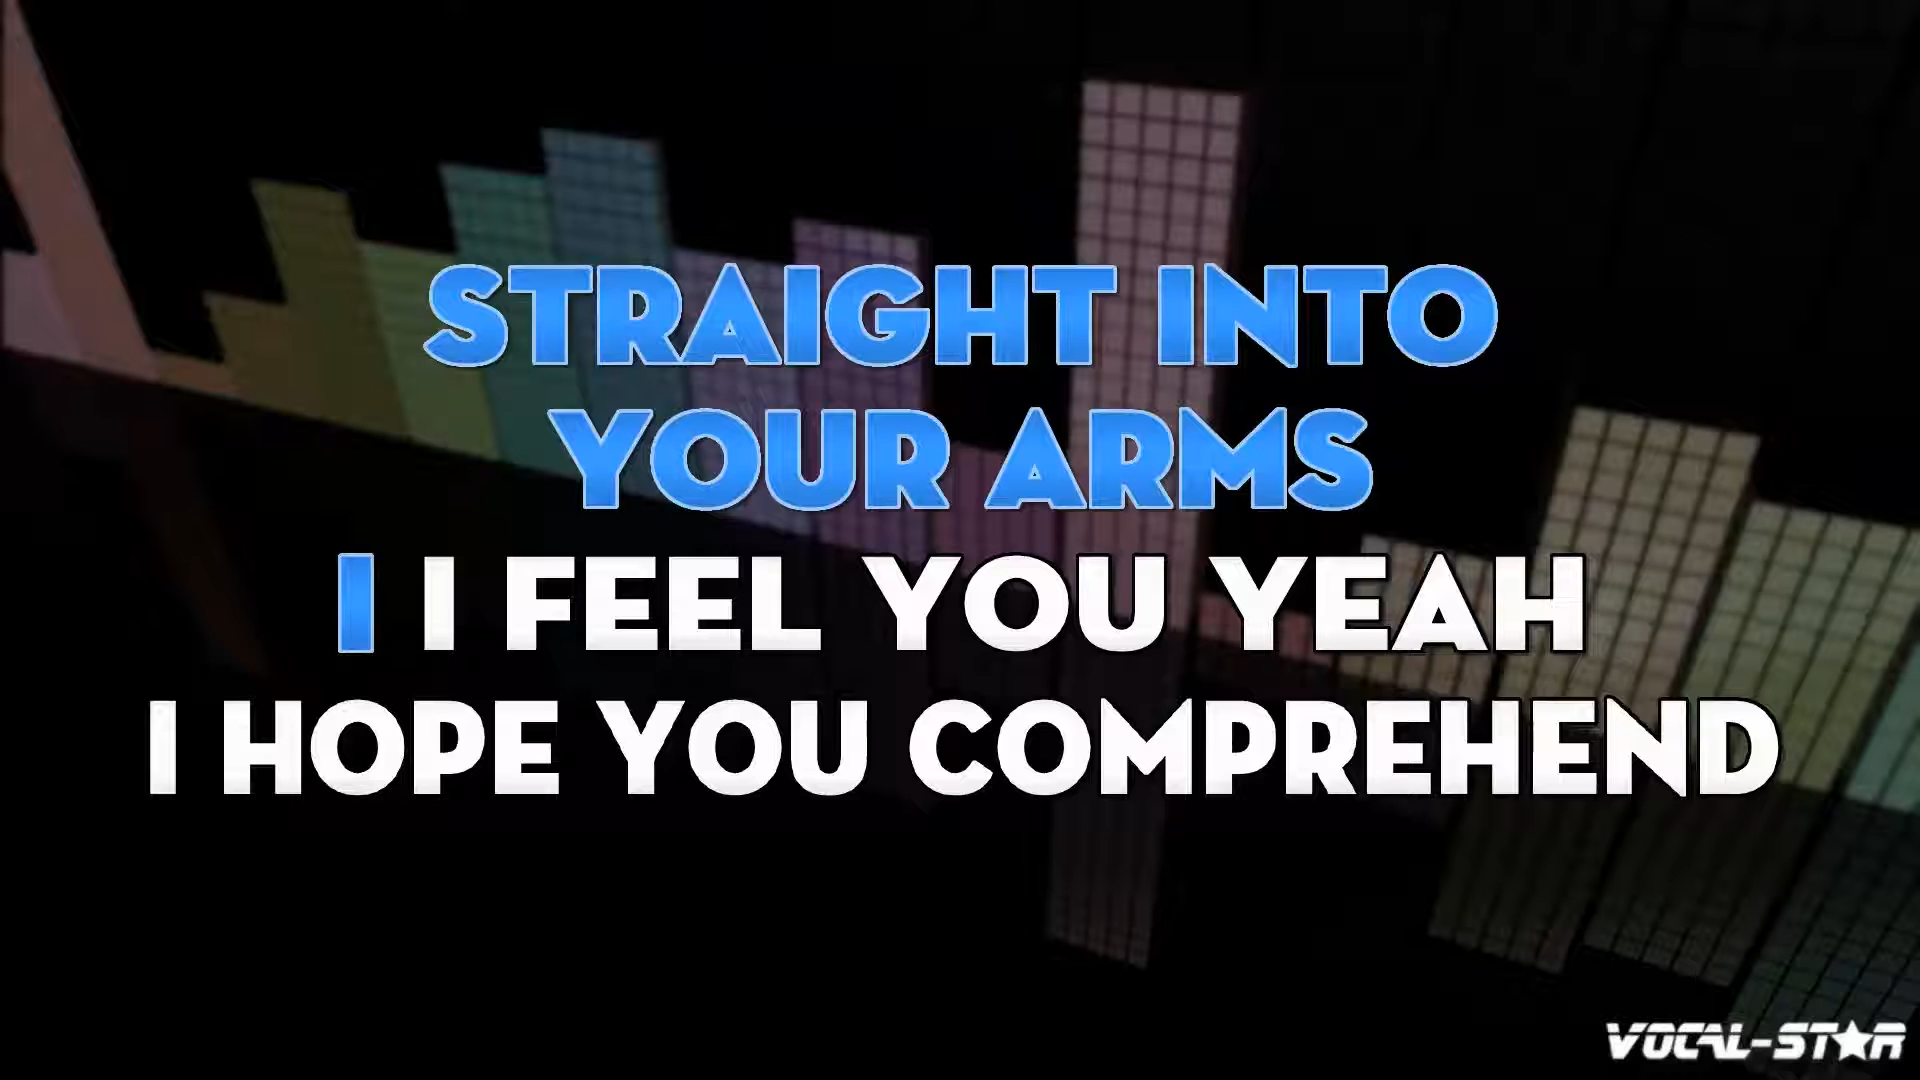 STRAIGHT INTO
YOUR ARMS
I I FEEL YOU YEAH
I HOPE YOU COMPREHEND
VOCAL-STAR